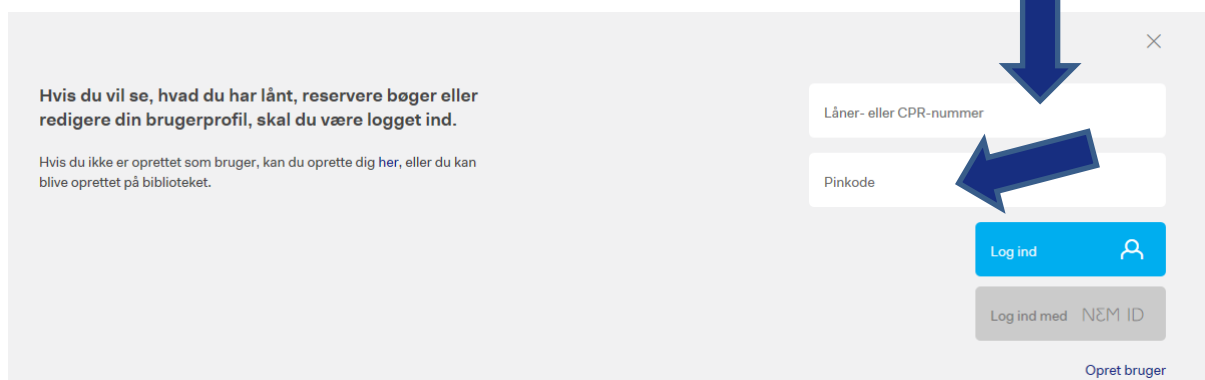 Hvis du vil se, hvad du har lånt, reservere bøger eller
redigere din brugerprofil, skal du være logget ind.
Hvis du ikke er oprettet som bruger, kan du oprette dig her, eller du kan
blive oprettet på biblioteket.
Låner- eller CPR-nummer
Pinkode
Log ind
Log ind med NEM ID
Opret bruger